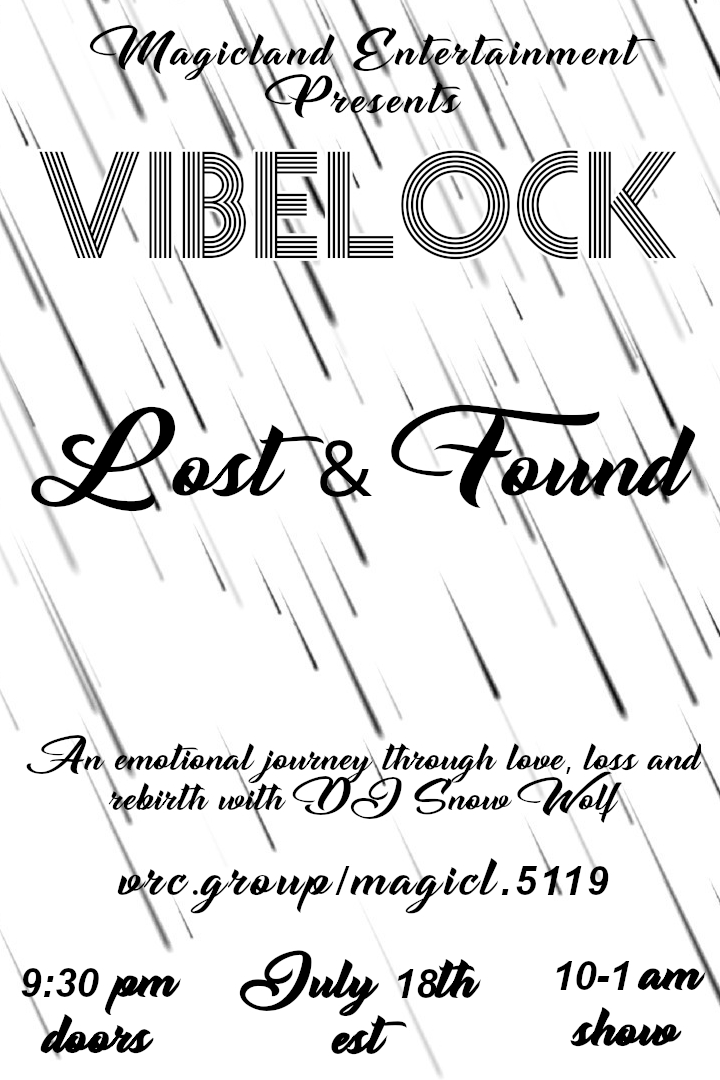 Magicland Entertainment
Presents
VIBELOCK
Lost & Found
An emotional journey through love, loss and
rebirth with DJ Snow Wolf
vrc.group/magicl.5119
9:30 pm
doors
July 18th
est
10-1 am
show